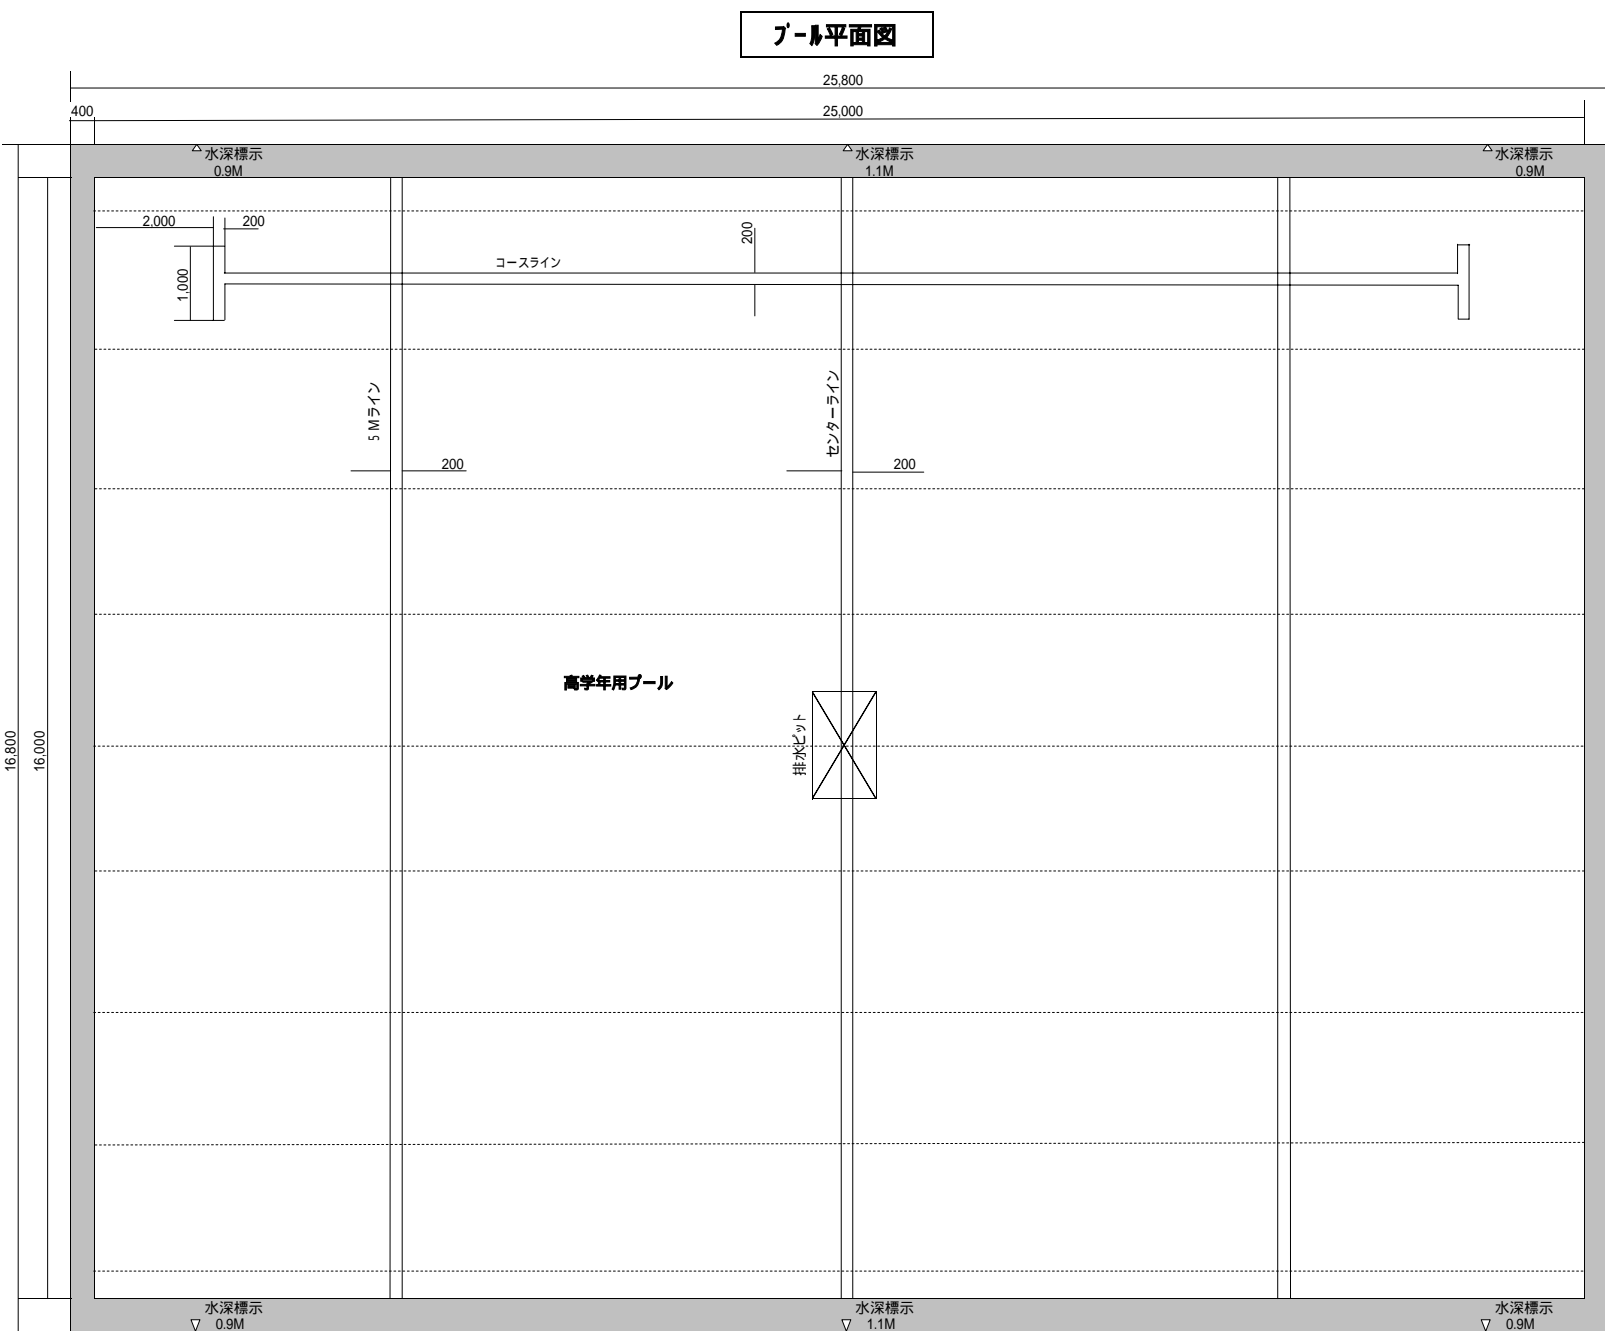 ﾌﾟｰﾙ平面図
25,800
400
25,000
水深標示
0.9M
水深標示
1.1M
水深標示
0.9M
2,000
200
200
1,000
コースライン
5Mライン
センターライン
200
200
高学年用プール
排水ピット
16,800
16,000
水深標示
0.9M
水深標示
1.1M
水深標示
0.9M